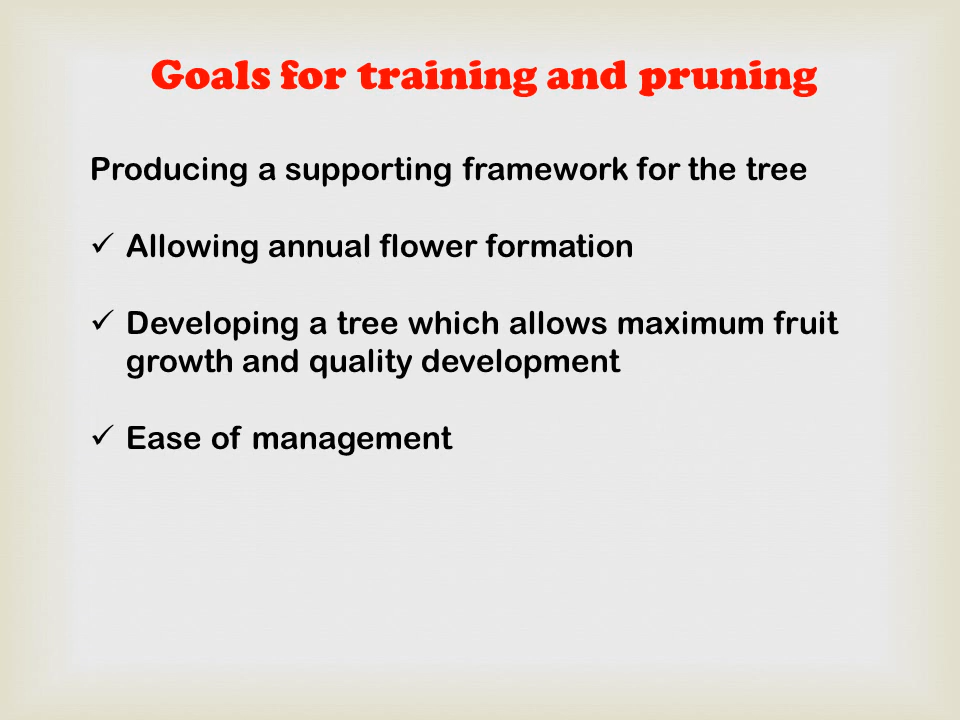 Goals for training and pruning
Producing a supporting framework for the tree
✓ Allowing annual flower formation
✓ Developing a tree which allows maximum fruit
growth and quality development
✓ Ease of management